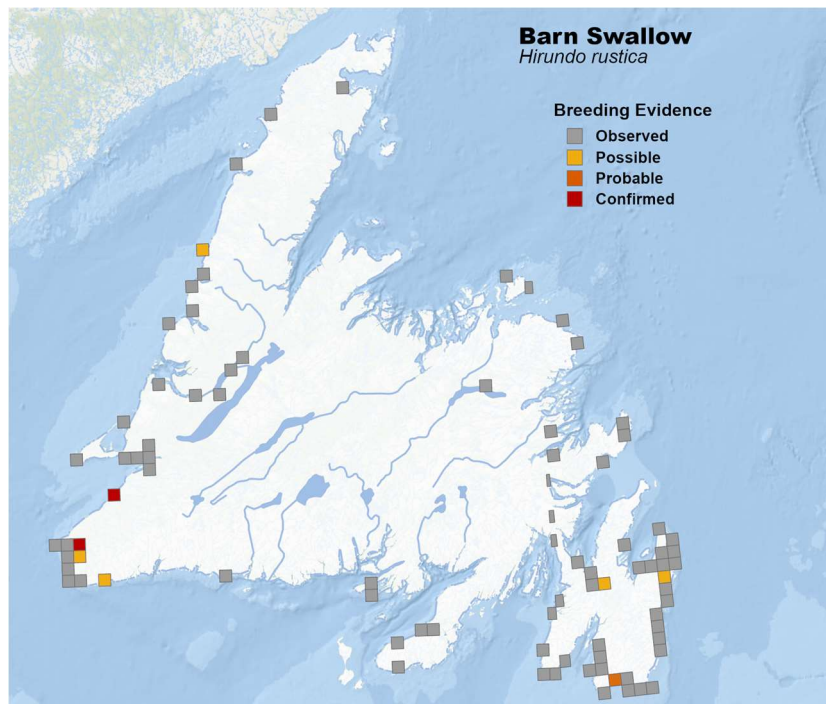 Barn Swallow
Hirundo rustica
Breeding Evidence
Observed
Possible
Probable
Confirmed